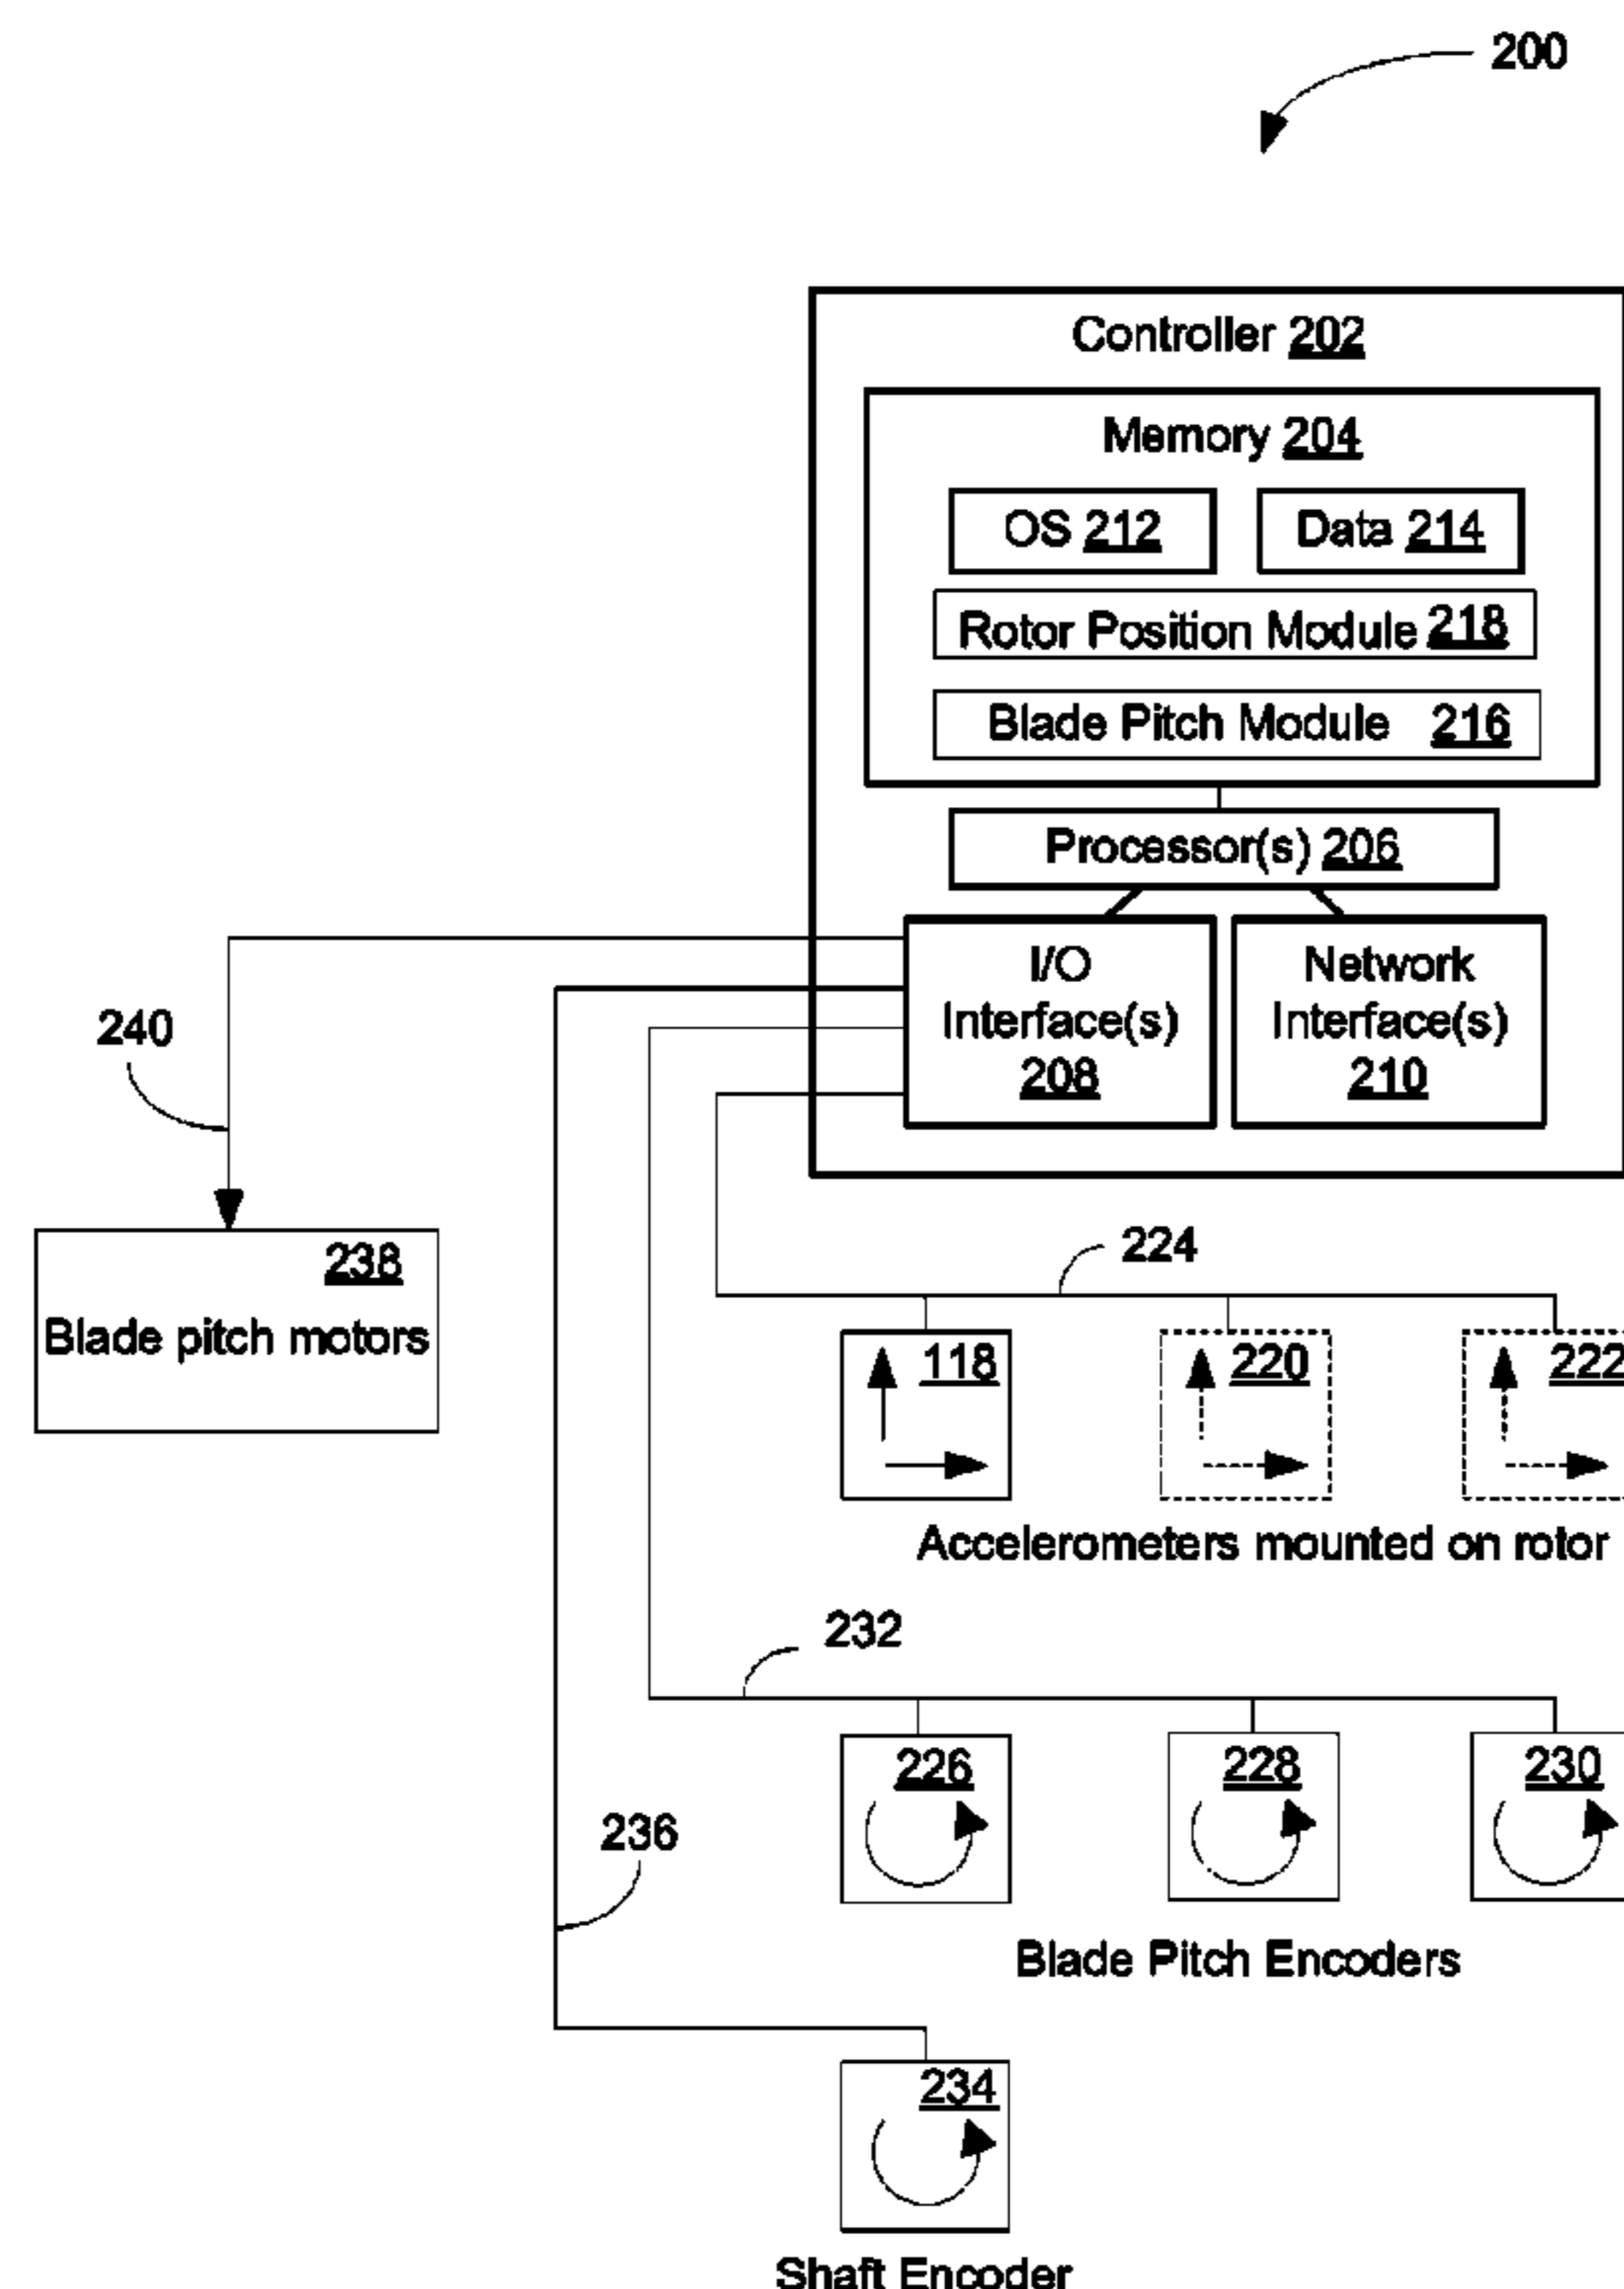 200
Controller 202
Memory 204
OS 212
Data 214
Rotor Position Module 218
Blade Pitch Module 216
Processor(s) 206
I/O
Interface(s)
208
Network
Interface(s)
210
240
238
Blade pitch motors
224
118
220
222
Accelerometers mounted on rotor
232
226
228
230
Blade Pitch Encoders
236
234
Shaft Encoder